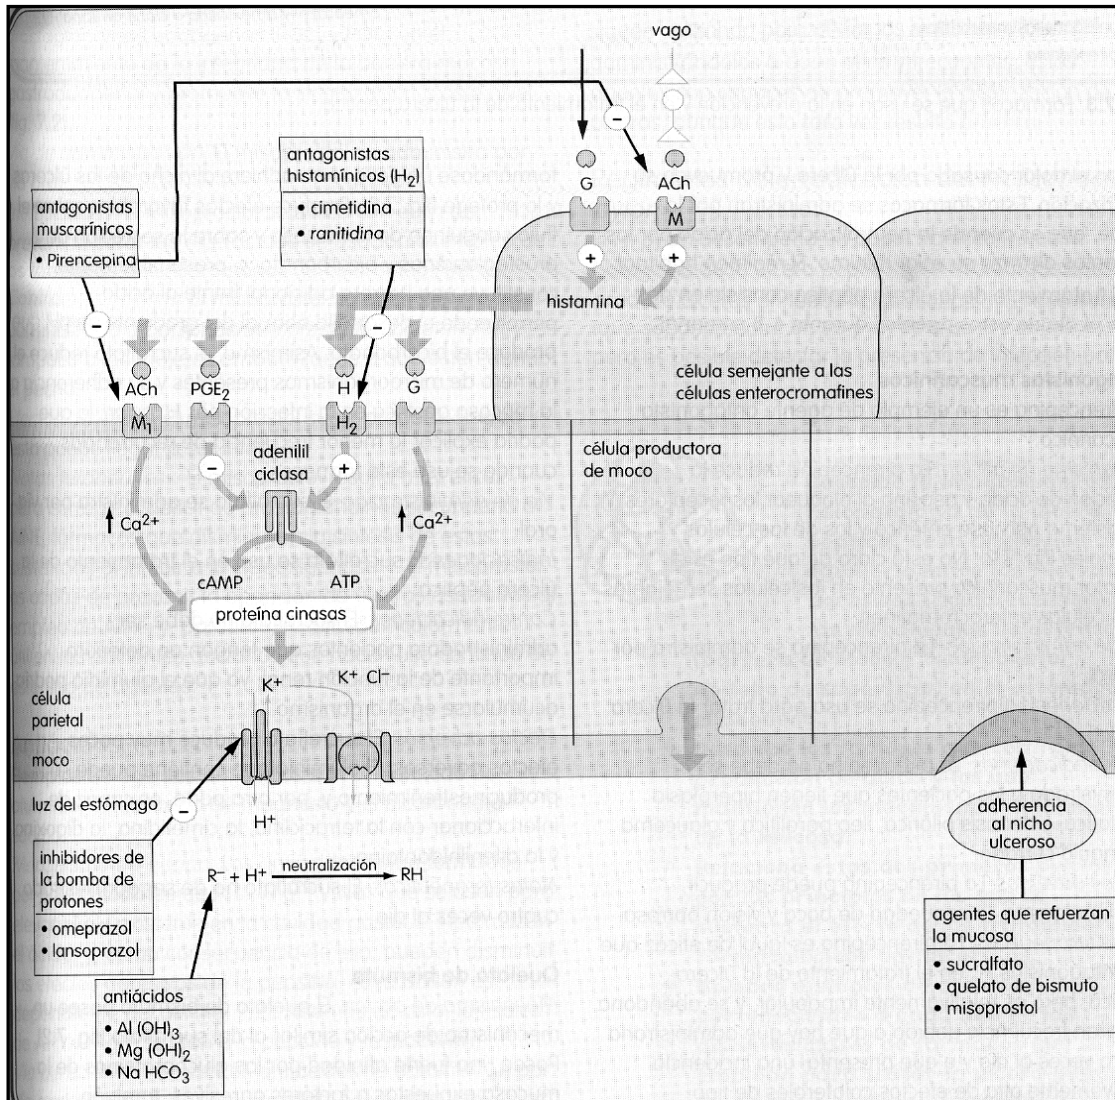 vago
antagonistas
histamínicos (H2)
• cimetidina
• ranitidina
antagonistas
muscarínicos
• Pirencepina
−
−
−
G
ACh
M
+
+
histamina
célula semejante a las
células enterocromafines
ACh
PGE2
H
G
M1
H2
adenilil
ciclasa
−
+
Ca2+
Ca2+
cAMP
ATP
proteína cinasas
célula productora
de moco
K+
K+ Cl−
célula
parietal
moco
luz del estómago
−
H+
inhibidores de
la bomba de
protones
• omeprazol
• lansoprazol
R− + H+ neutralización RH
antiácidos
• Al (OH)3
• Mg (OH)2
• Na HCO3
adherencia
al nicho
ulceroso
agentes que refuerzan
la mucosa
• sucralfato
• quelato de bismuto
• misoprostol